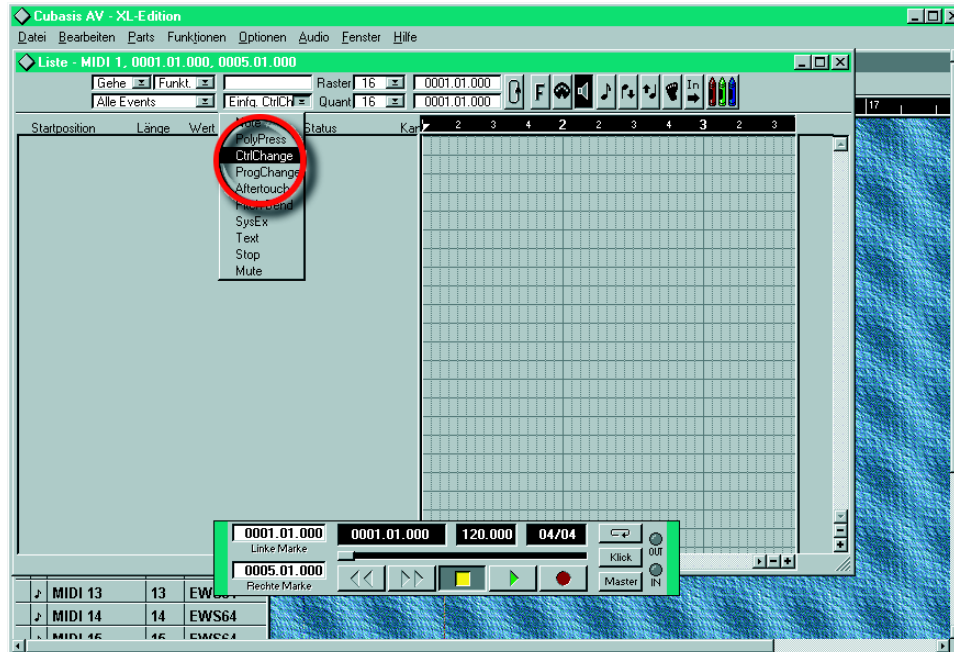 Cubasis AV - XL-Edition
Datei Bearbeiten Parts Funktionen Optionen Audio Fenster Hilfe
Liste - MIDI 1, 0001.01.000, 0005.01.000
Gehe Funkt. Raster 16 0001.01.000 F In
Alle Events Einfg. CtrlCh Quant 16 0001.01.000
17
Startposition Länge Wert Status
2 3 4 2 2 3 4 3 2 3
Note
PolyPress
CtrlChange
ProgChange
Aftertouch
Pitch Bend
SysEx
Text
Stop
Mute
0001.01.000 0001.01.000 120.000 04/04
Linke Marke
Klick OUT
0005.01.000
Rechte Marke Master IN
MIDI 13 13
MIDI 14 14 EWS64